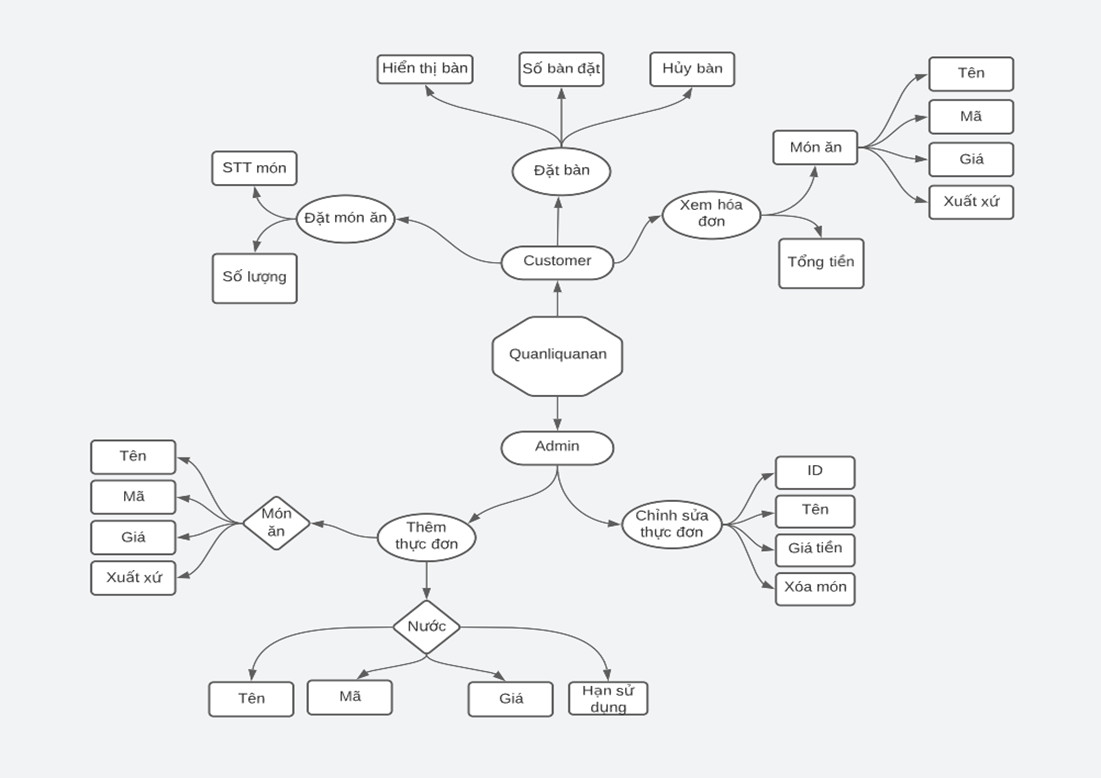 Hiển thị bàn
Số bàn đặt
Hủy bàn
Tên
Mã
Giá
Xuất xứ
Món ăn
Đặt bàn
STT món
Đặt món ăn
Xem hóa
đơn
Số lượng
Customer
Tổng tiền
Quanliquanan
Admin
Tên
Mã
Giá
Xuất xứ
Món
ăn
Thêm
thực đơn
Chỉnh sửa
thực đơn
ID
Tên
Giá tiền
Xóa món
Nước
Tên
Mã
Giá
Hạn sử
dụng